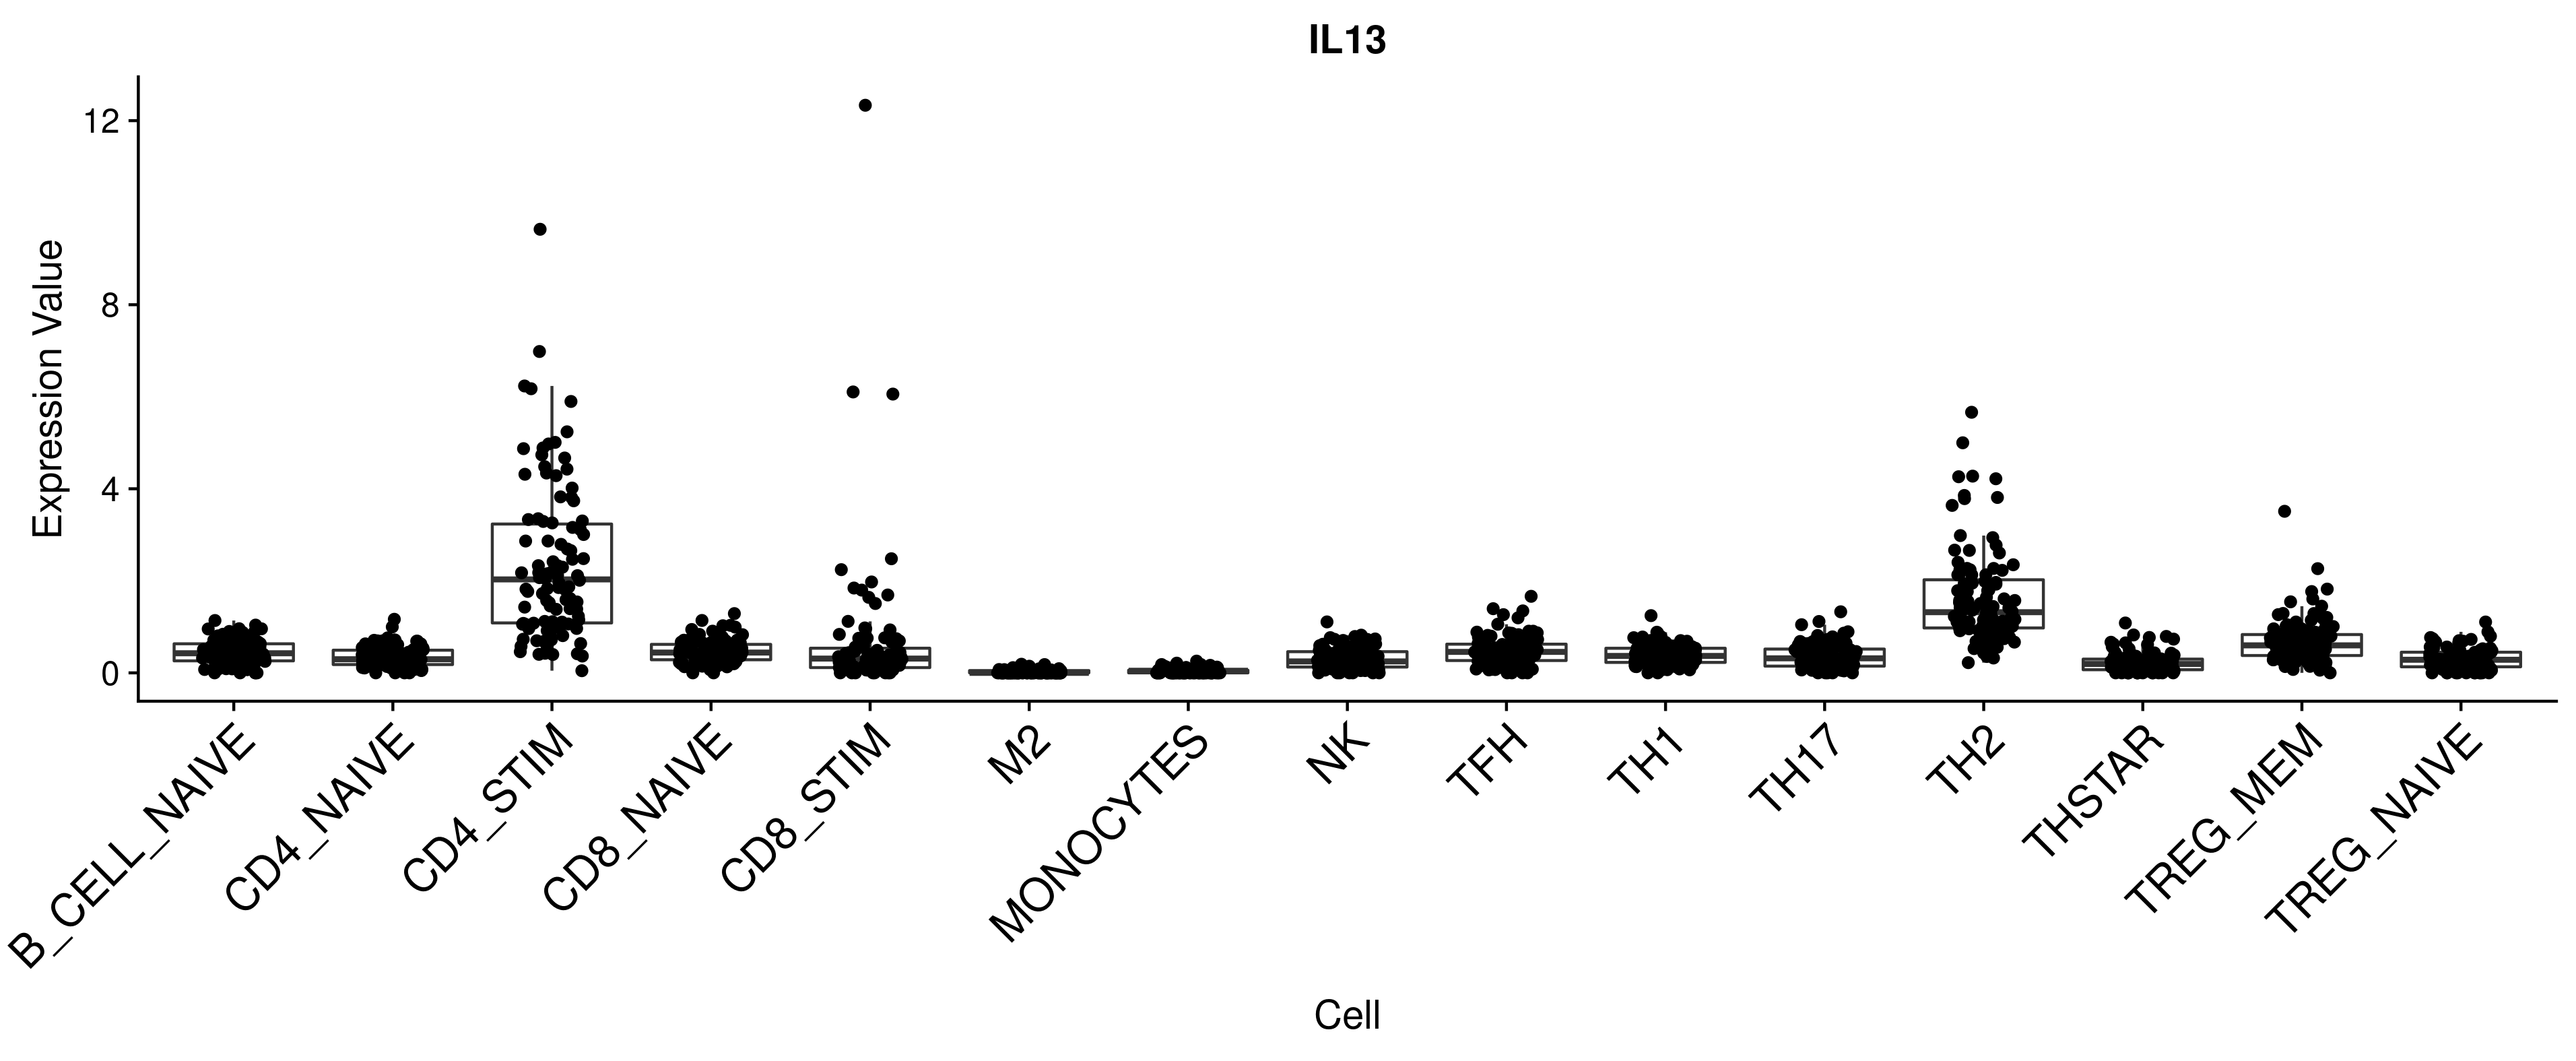 IL13
Expression Value
12
8
4
0
B_CELL_NAIVE
CD4_NAIVE
CD4_STIM
CD8_NAIVE
CD8_STIM
M2
MONOCYTES
NK
TFH
TH1
TH17
TH2
THSTAR
TREG_MEM
TREG_NAIVE
Cell